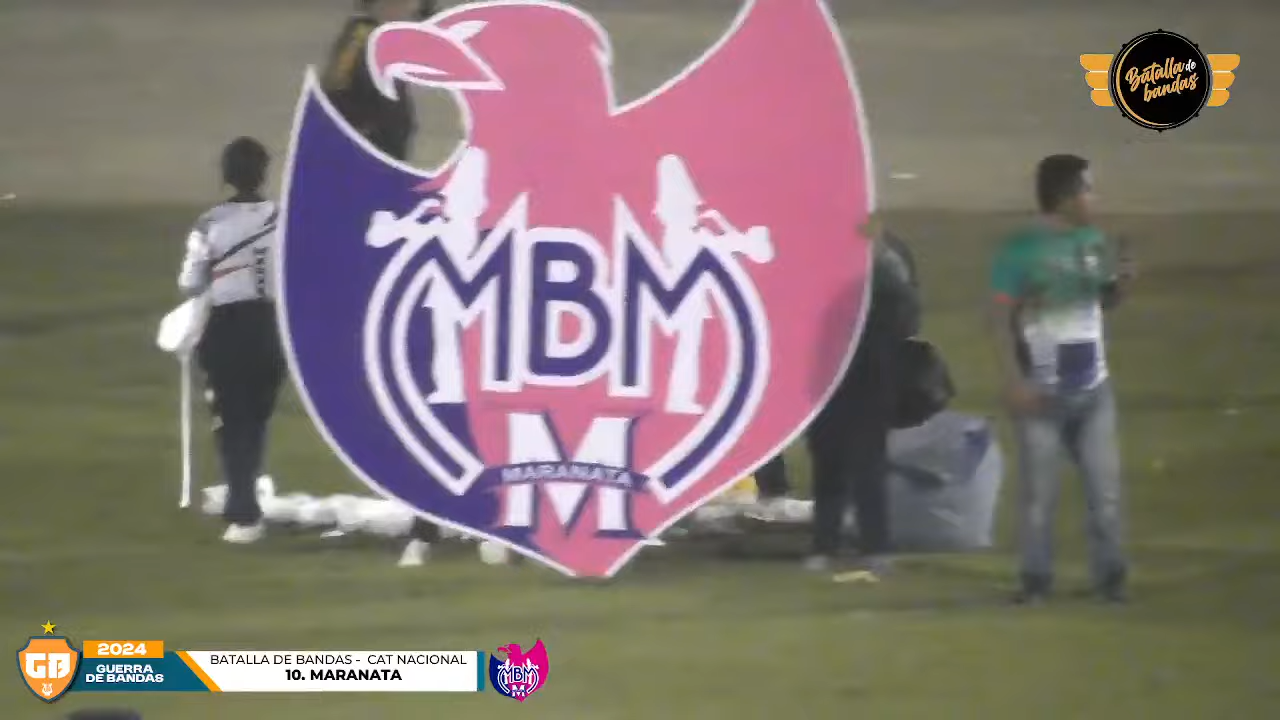 Batalla de
bandas
MBM
MARANATA
M
GB
2024
GUERRA
DE BANDAS
BATALLA DE BANDAS - CAT NACIONAL
10. MARANATA
MBM
M